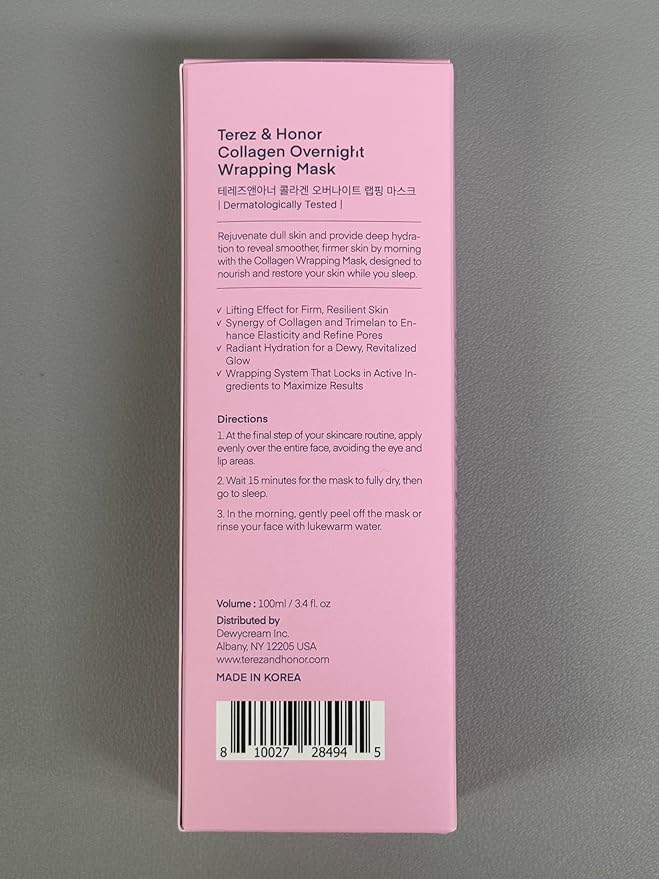 Terez & Honor
Collagen Overnight
Wrapping Mask
테레즈앤아너 콜라겐 오버나이트 랩핑 마스크
| Dermatologically Tested |
Rejuvenate dull skin and provide deep hydra-
tion to reveal smoother, firmer skin by morning
with the Collagen Wrapping Mask, designed to
nourish and restore your skin while you sleep.
✓ Lifting Effect for Firm, Resilient Skin
✓ Synergy of Collagen and Trimelan to En-
hance Elasticity and Refine Pores
✓ Radiant Hydration for a Dewy, Revitalized
Glow
✓ Wrapping System That Locks in Active In-
gredients to Maximize Results
Directions
1. At the final step of your skincare routine, apply
evenly over the entire face, avoiding the eye and
lip areas.
2. Wait 15 minutes for the mask to fully dry, then
go to sleep.
3. In the morning, gently peel off the mask or
rinse your face with lukewarm water.
Volume : 100ml / 3.4 fl. oz
Distributed by
Dewycream Inc.
Albany, NY 12205 USA
www.terezandhonor.com
MADE IN KOREA
8 10027 28494 5